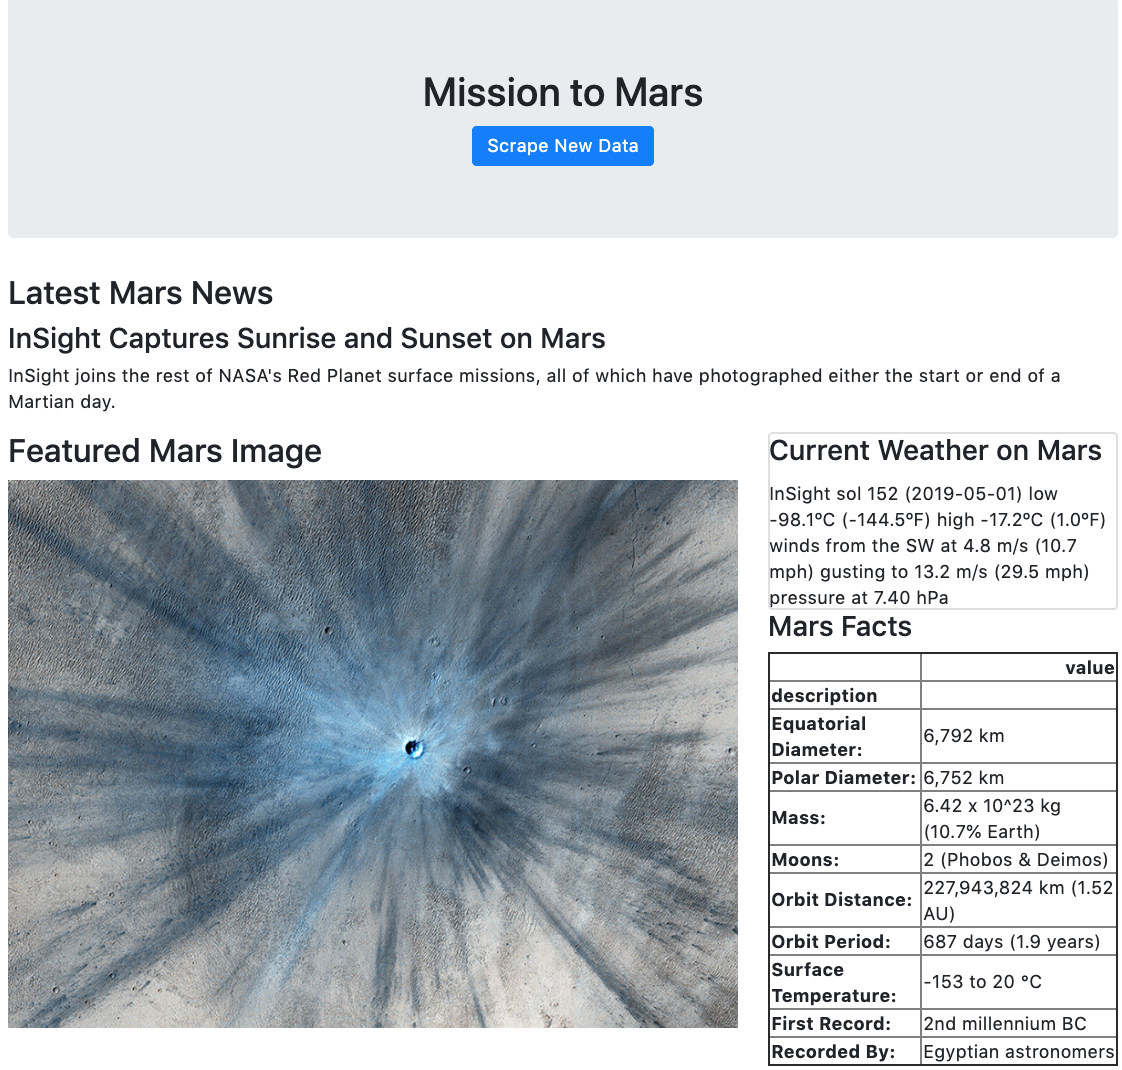 Mission to Mars
Scrape New Data
Latest Mars News
InSight Captures Sunrise and Sunset on Mars
InSight joins the rest of NASA's Red Planet surface missions, all of which have photographed either the start or end of a
Martian day.
Featured Mars Image
Current Weather on Mars
InSight sol 152 (2019-05-01) low
-98.1ºC (-144.5ºF) high -17.2ºC (1.0ºF)
winds from the SW at 4.8 m/s (10.7
mph) gusting to 13.2 m/s (29.5 mph)
pressure at 7.40 hPa
Mars Facts
value
description
Equatorial
Diameter:
6,792 km
Polar Diameter:
6,752 km
Mass:
6.42 x 10^23 kg
(10.7% Earth)
Moons:
2 (Phobos & Deimos)
Orbit Distance:
227,943,824 km (1.52
AU)
Orbit Period:
687 days (1.9 years)
Surface
Temperature:
-153 to 20 °C
First Record:
2nd millennium BC
Recorded By:
Egyptian astronomers